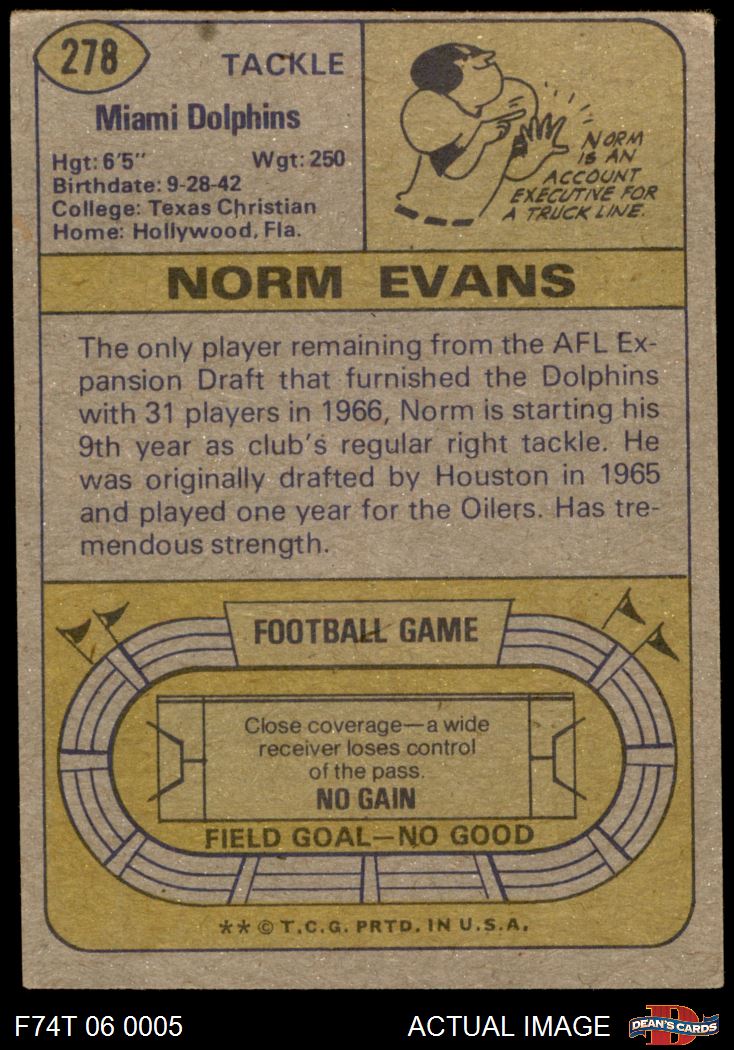 278
TACKLE
Miami Dolphins
Hgt: 6'5" Wgt: 250
Birthdate: 9-28-42
College: Texas Christian
Home: Hollywood, Fla.
NORM
IS AN
ACCOUNT
EXECUTIVE FOR
A TRUCK LINE.
NORM EVANS
The only player remaining from the AFL Ex-
pansion Draft that furnished the Dolphins
with 31 players in 1966, Norm is starting his
9th year as club's regular right tackle. He
was originally drafted by Houston in 1965
and played one year for the Oilers. Has tre-
mendous strength.
FOOTBALL GAME
Close coverage—a wide
receiver loses control
of the pass.
NO GAIN
FIELD GOAL—NO GOOD
** © T.C.G. PRTD. IN U.S.A.
F74T 06 0005
ACTUAL IMAGE
D
DEAN'S CARDS